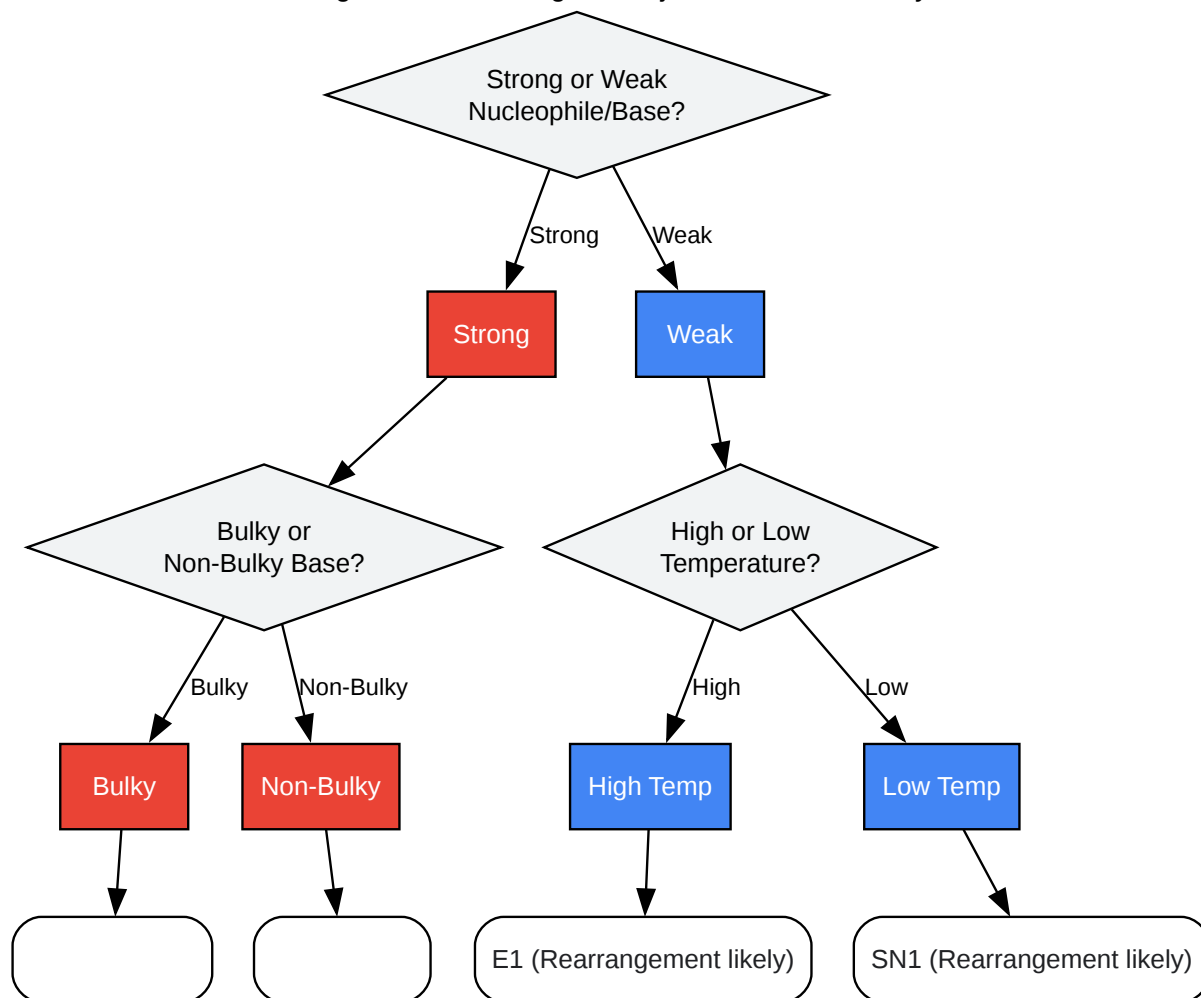 Strong or Weak
Nucleophile/Base?
Strong
Weak
Strong
Weak
Bulky or
Non-Bulky Base?
High or Low
Temperature?
Bulky
Non-Bulky
High
Low
Bulky
Non-Bulky
High Temp
Low Temp
E1 (Rearrangement likely)
SN1 (Rearrangement likely)